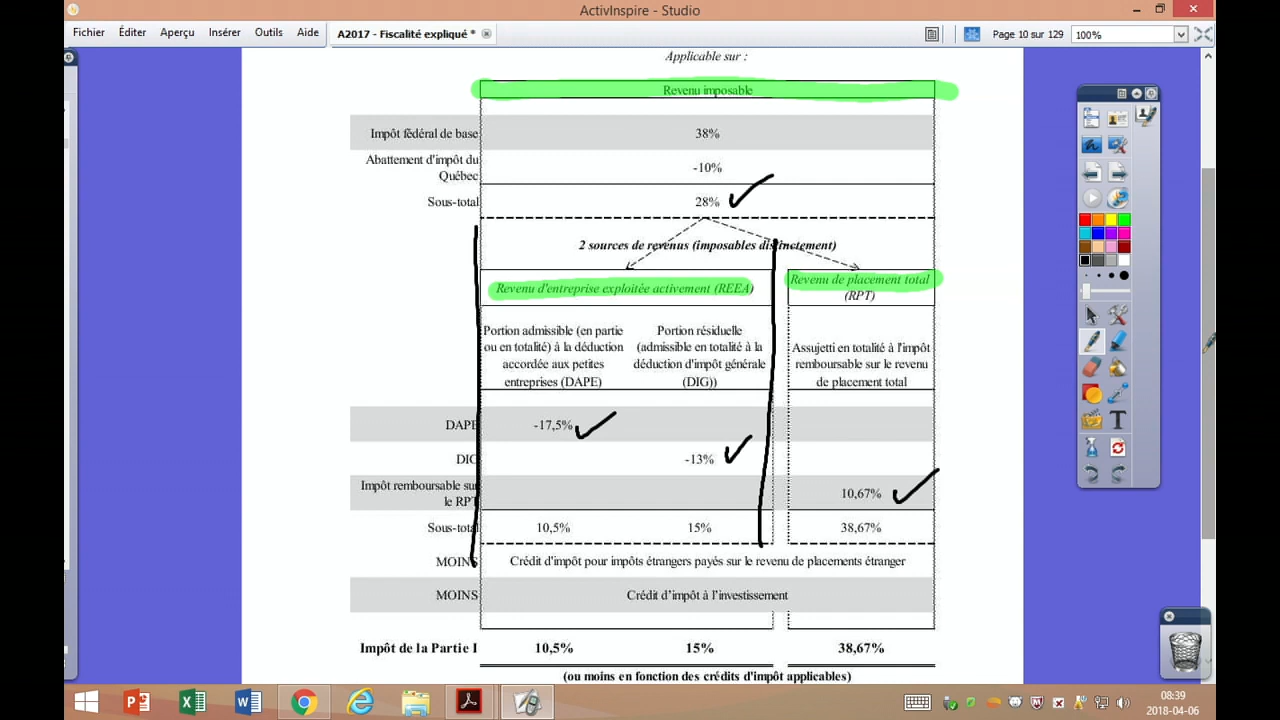 ActivInspire - Studio
Fichier Éditer Aperçu Insérer Outils Aide
A2017 - Fiscalité expliqué *
Page 10 sur 129
100%
Applicable sur :
Revenu imposable
Impôt fédéral de base 38%
Abattement d'impôt du
Québec -10%
Sous-total 28%
2 sources de revenus (imposables distinctement)
Revenu d'entreprise exploitée activement (REEA)
Revenu de placement total
(RPT)
Portion admissible (en partie
ou en totalité) à la déduction
accordée aux petites
entreprises (DAPE)
Portion résiduelle
(admissible en totalité à la
déduction d'impôt générale
(DIG))
Assujetti en totalité à l'impôt
remboursable sur le revenu
de placement total
DAPE -17,5%
DIG -13%
Impôt remboursable sur
le RPT 10,67%
Sous-total 10,5% 15% 38,67%
MOINS Crédit d'impôt pour impôts étrangers payés sur le revenu de placements étranger
MOINS Crédit d’impôt à l’investissement
Impôt de la Partie I 10,5% 15% 38,67%
(ou moins en fonction des crédits d'impôt applicables)
08:39
2018-04-06